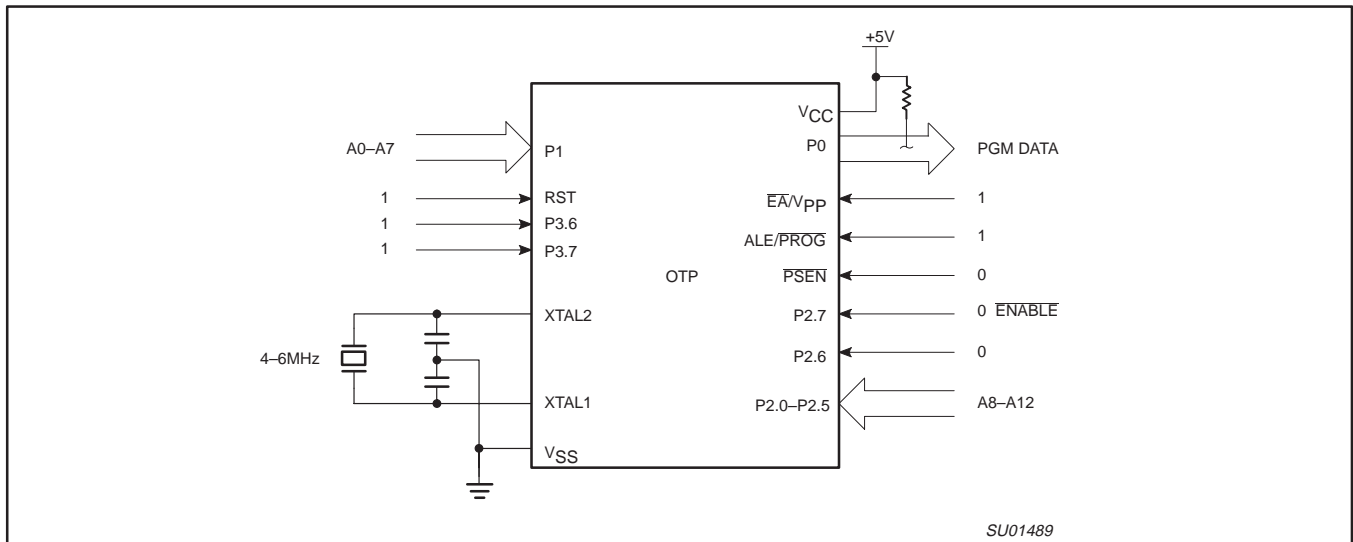 +5V
VCC
P0
PGM DATA
A0–A7
P1
1
RST
1
P3.6
1
P3.7
EA/VPP
1
ALE/PROG
1
OTP
PSEN
0
P2.7
0 ENABLE
P2.6
0
P2.0–P2.5
A8–A12
XTAL2
4–6MHz
XTAL1
VSS
SU01489